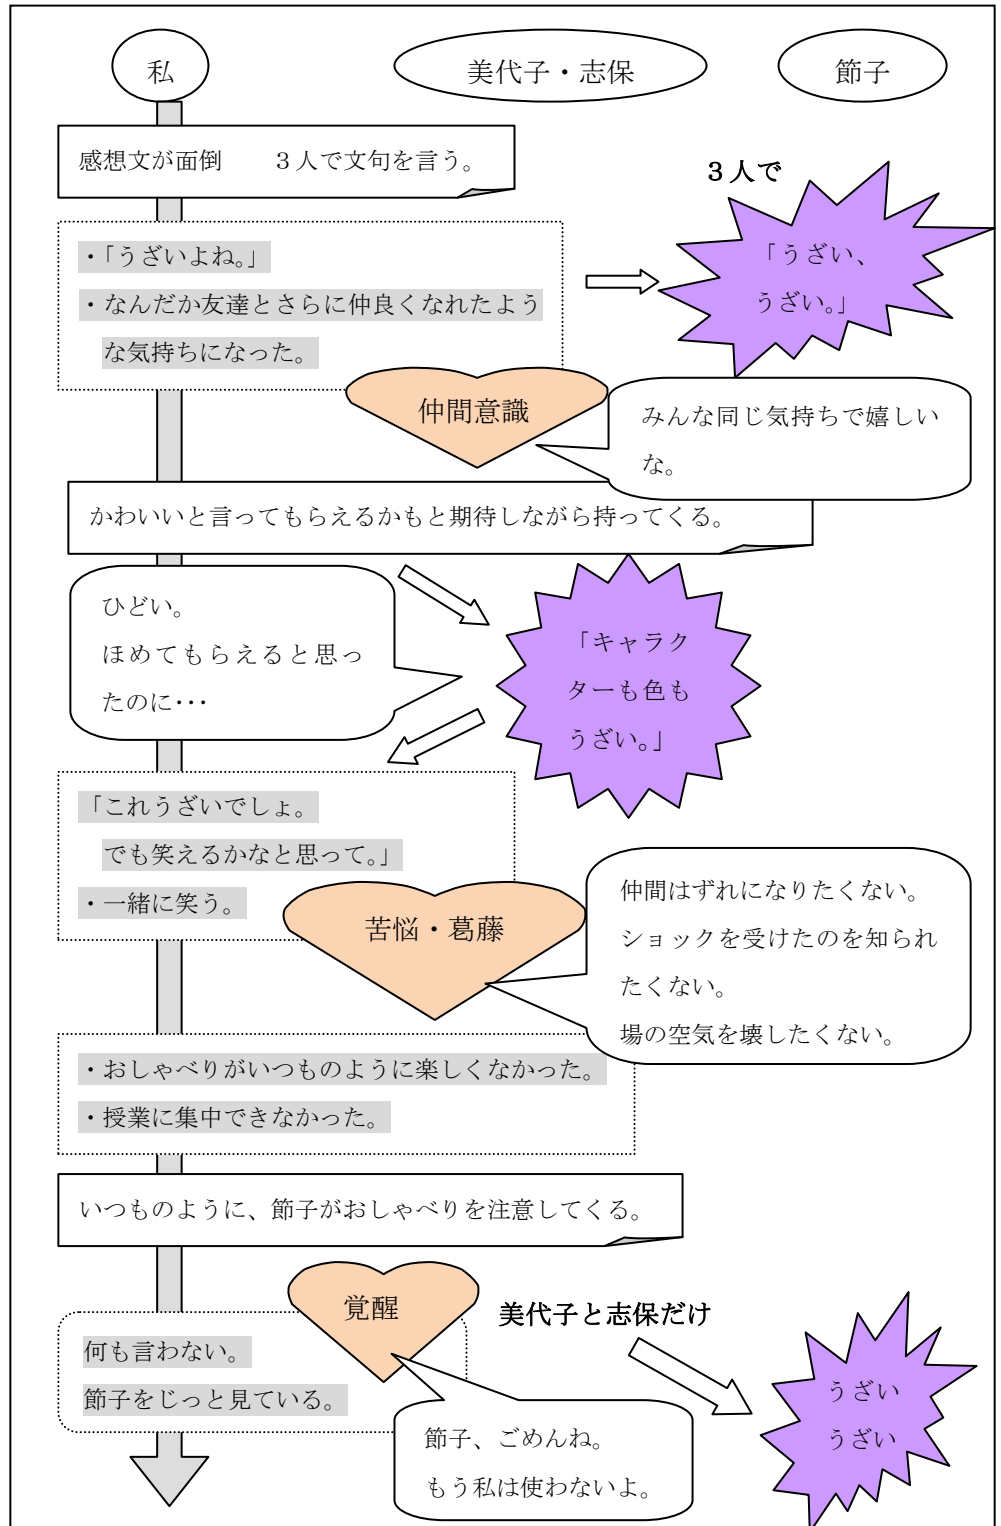 私
美代子・志保
節子
感想文が面倒　　３人で文句を言う。
３人で
・「うざいよね。」
・なんだか友達とさらに仲良くなれたよう
な気持ちになった。
「うざい、
うざい。」
仲間意識
みんな同じ気持ちで嬉しい
な。
かわいいと言ってもらえるかもと期待しながら持ってくる。
ひどい。
ほめてもらえると思っ
たのに･･･
「キャラク
ターも色も
うざい。」
「これうざいでしょ。
でも笑えるかなと思って。」
・一緒に笑う。
苦悩・葛藤
仲間はずれになりたくない。
ショックを受けたのを知られ
たくない。
場の空気を壊したくない。
・おしゃべりがいつものように楽しくなかった。
・授業に集中できなかった。
いつものように、節子がおしゃべりを注意してくる。
覚醒
美代子と志保だけ
何も言わない。
節子をじっと見ている。
うざい
うざい
節子、ごめんね。
もう私は使わないよ。